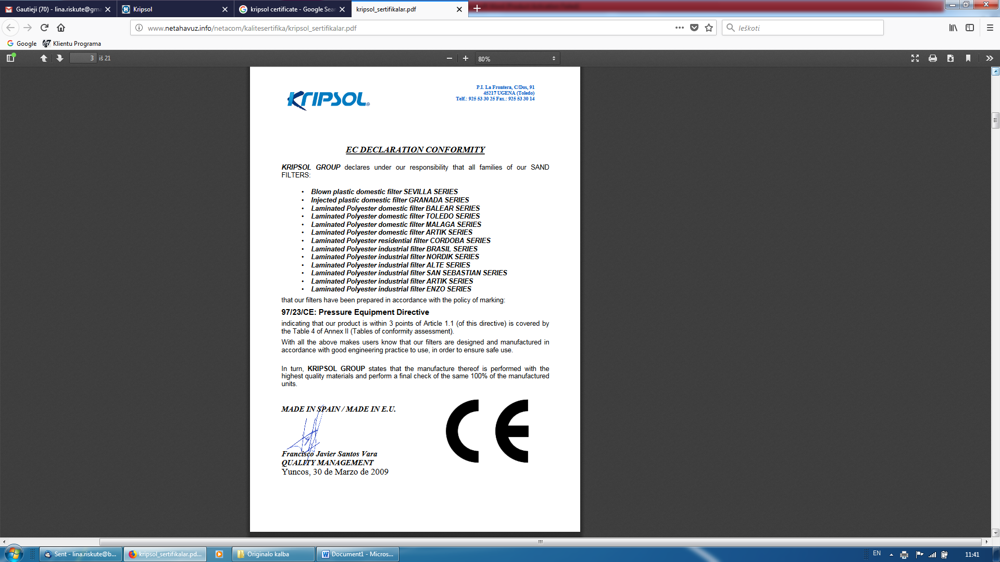 Gautieji (70) - lina.riskute@gma
Kripsol
kripsol certificate - Google Sear
kripsol_sertifikalar.pdf
www.netahavuz.info/netacom/kalitesertifika/kripsol_sertifikalar.pdf
Ieškoti
Google
Klientu Programa
3
iš 21
80%
KRIPSOL®
P.I. La Frontera, C/Dos, 91
45217 UGENA (Toledo)
Telf.: 925 53 30 25 Fax.: 925 53 30 14
EC DECLARATION CONFORMITY
KRIPSOL GROUP declares under our responsibility that all families of our SAND
FILTERS:
• Blown plastic domestic filter SEVILLA SERIES
• Injected plastic domestic filter GRANADA SERIES
• Laminated Polyester domestic filter BALEAR SERIES
• Laminated Polyester domestic filter TOLEDO SERIES
• Laminated Polyester domestic filter MALAGA SERIES
• Laminated Polyester domestic filter ARTIK SERIES
• Laminated Polyester residential filter CORDOBA SERIES
• Laminated Polyester industrial filter BRASIL SERIES
• Laminated Polyester industrial filter NORDIK SERIES
• Laminated Polyester industrial filter ALTE SERIES
• Laminated Polyester industrial filter SAN SEBASTIAN SERIES
• Laminated Polyester industrial filter ARTIK SERIES
• Laminated Polyester industrial filter ENZO SERIES
that our filters have been prepared in accordance with the policy of marking:
97/23/CE: Pressure Equipment Directive
indicating that our product is within 3 points of Article 1.1 (of this directive) is covered by
the Table 4 of Annex II (Tables of conformity assessment).
With all the above makes users know that our filters are designed and manufactured in
accordance with good engineering practice to use, in order to ensure safe use.
In turn, KRIPSOL GROUP states that the manufacture thereof is performed with the
highest quality materials and perform a final check of the same 100% of the manufactured
units.
MADE IN SPAIN / MADE IN E.U.
CE
Francisco Javier Santos Vara
QUALITY MANAGEMENT
Yuncos, 30 de Marzo de 2009
Sent - lina.riskute@b...
kripsol_sertifikalar.pd...
Originalo kalba
Document1 - Micros...
EN
11:41